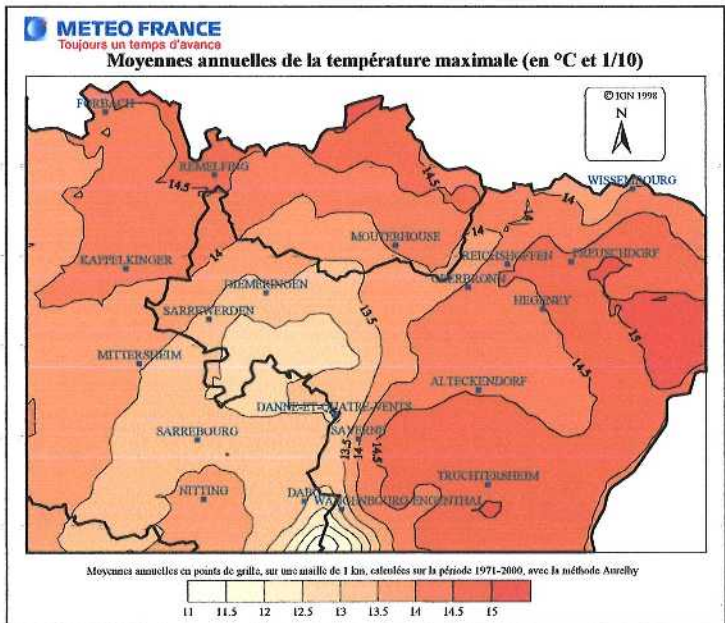 METEO FRANCE
Toujours un temps d'avance
Moyennes annuelles de la température maximale (en °C et 1/10)
© IGN 1998
N
FORBACH
REMELFING
14.5
14.5
WISSEMBOURG
14
14
14
MOUTERHOUSE
KAPPELKINGER
14
REICHSHOFFEN
PREUSCHDORF
DIEMERINGEN
OBERBRONN
13.5
HEGENEY
SARREWERDEN
15
MITTERSHEIM
14.5
ALTECKENDORF
DANNE-ET-QUATRE-VENTS
SARREBOURG
SAVERNE
13.5
14
14.5
TRUCHTERSHEIM
NITTING
DABO
WANGENBOURG-ENGENTHAL
Moyennes annuelles en points de grille, sur une maille de 1 km, calculées sur la période 1971-2000, avec la méthode Aurelhy
11 11.5 12 12.5 13 13.5 14 14.5 15